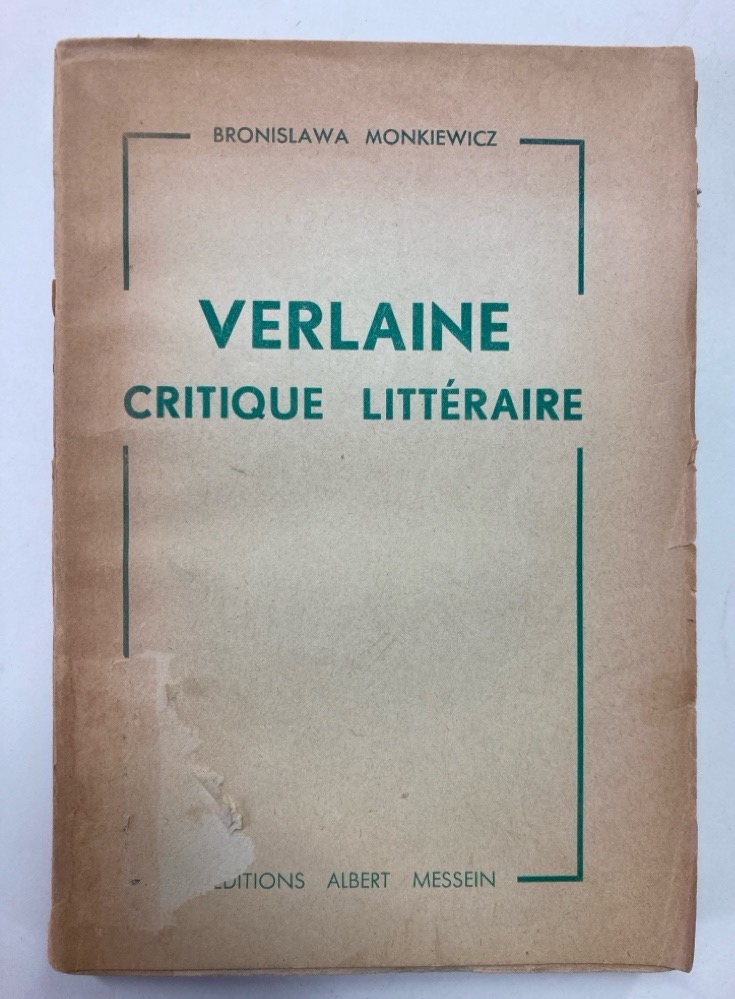 BRONISLAWA MONKIEWICZ
VERLAINE
CRITIQUE LITTÉRAIRE
EDITIONS ALBERT MESSEIN